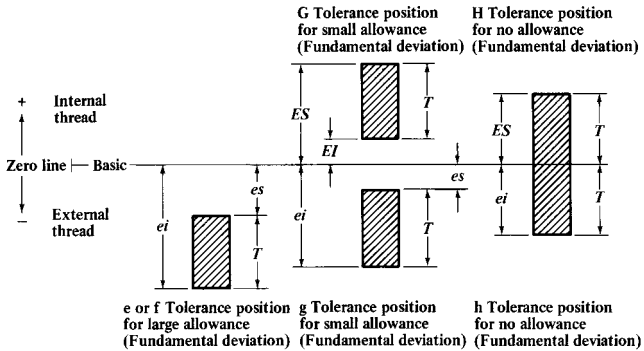 G Tolerance position
for small allowance
(Fundamental deviation)
H Tolerance position
for no allowance
(Fundamental deviation)
+ Internal
thread
Zero line Basic
− External
thread
ES
T
EI
ES
T
ei
es
T
ei
es
T
ei
T
e or f Tolerance position
for large allowance
(Fundamental deviation)
g Tolerance position
for small allowance
(Fundamental deviation)
h Tolerance position
for no allowance
(Fundamental deviation)